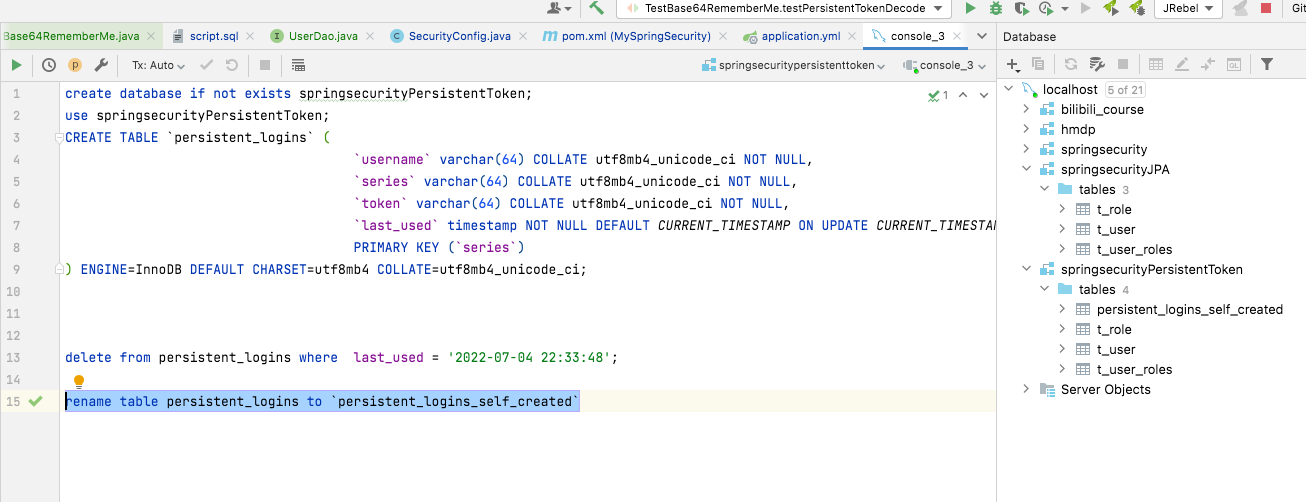 TestBase64RememberMe.testPersistentTokenDecode JRebel Git
Base64RememberMe.java script.sql UserDao.java SecurityConfig.java pom.xml (MySpringSecurity) application.yml console_3 Database
Tx: Auto springsecuritypersistenttoken console_3
1 create database if not exists springsecurityPersistentToken; 1
2 use springsecurityPersistentToken;
3 CREATE TABLE `persistent_logins` (
4 `username` varchar(64) COLLATE utf8mb4_unicode_ci NOT NULL,
5 `series` varchar(64) COLLATE utf8mb4_unicode_ci NOT NULL,
6 `token` varchar(64) COLLATE utf8mb4_unicode_ci NOT NULL,
7 `last_used` timestamp NOT NULL DEFAULT CURRENT_TIMESTAMP ON UPDATE CURRENT_TIMESTAM
8 PRIMARY KEY (`series`)
9 ) ENGINE=InnoDB DEFAULT CHARSET=utf8mb4 COLLATE=utf8mb4_unicode_ci;
10
11
12
13 delete from persistent_logins where last_used = '2022-07-04 22:33:48';
14
15 rename table persistent_logins to `persistent_logins_self_created`
localhost 5 of 21
bilibili_course
hmdp
springsecurity
springsecurityJPA
tables 3
t_role
t_user
t_user_roles
springsecurityPersistentToken
tables 4
persistent_logins_self_created
t_role
t_user
t_user_roles
Server Objects